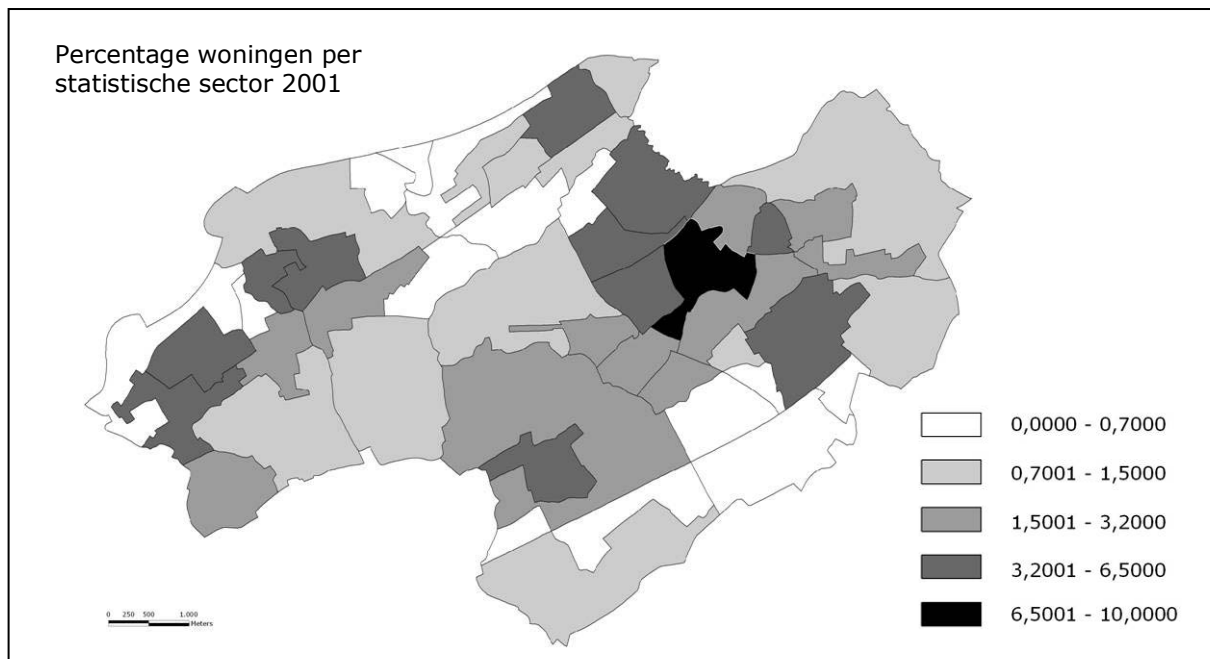 Percentage woningen per
statistische sector 2001
0,0000 - 0,7000
0,7001 - 1,5000
1,5001 - 3,2000
3,2001 - 6,5000
6,5001 - 10,0000
0 250 500 1.000
Meters